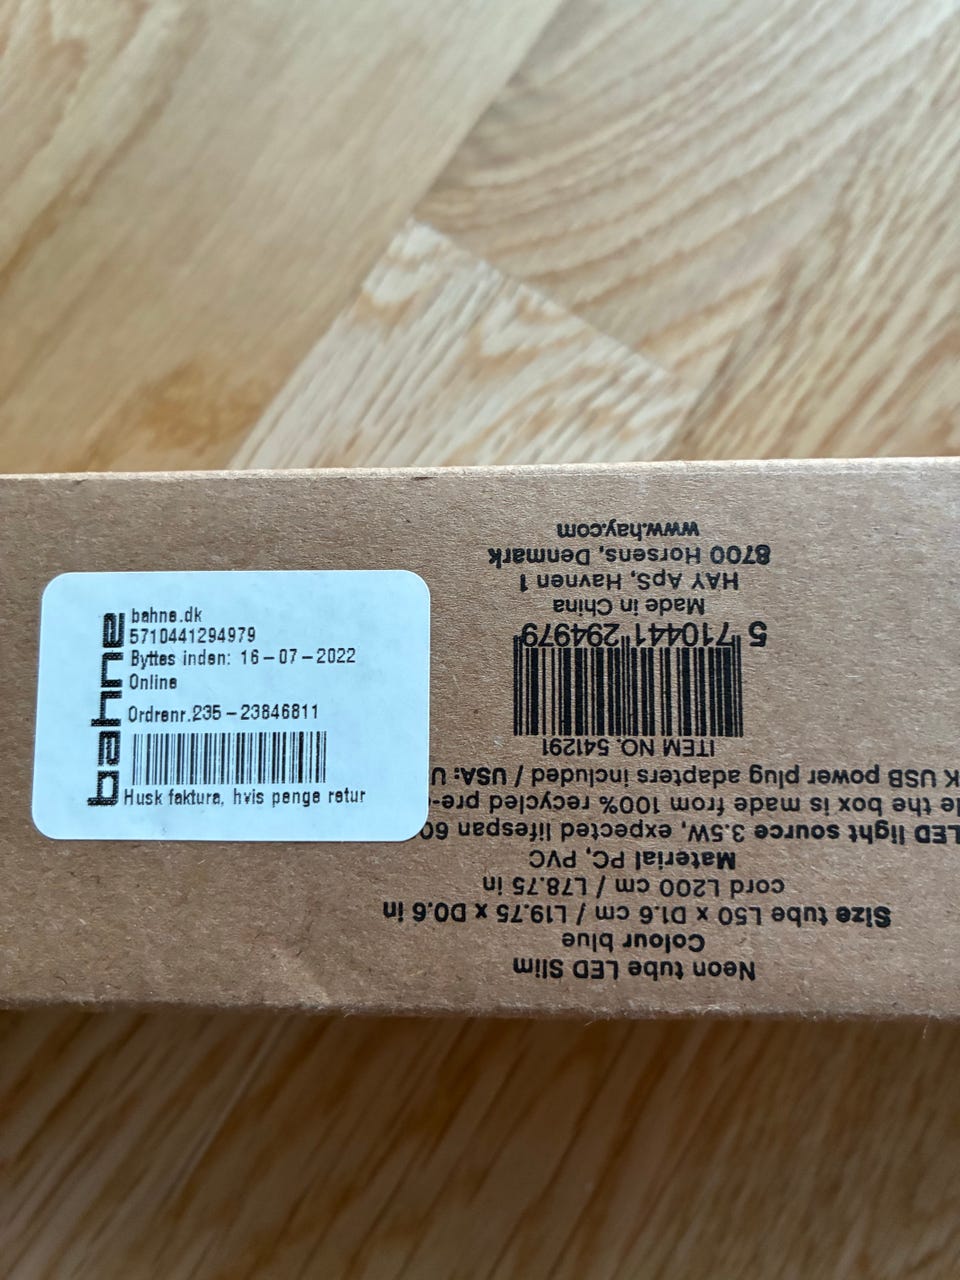 bahne
bahne.dk
5710441294979
Byttes inden: 16-07-2022
Online
Ordrenr.235-23846811
Husk faktura, hvis penge retur
Neon tube LED Slim
Colour blue
Size tube L50 x D1.6 cm / L19.75 x D0.6 in
cord L200 cm / L78.75 in
Material PC, PVC
LED light source 3.5W, expected lifespan 60
the box is made from 100% recycled pre-
USB power plug adapters included / USA: U
ITEM NO. 541291
5 710441 294979
Made in China
HAY ApS, Havnen 1
8700 Horsens, Denmark
www.hay.com